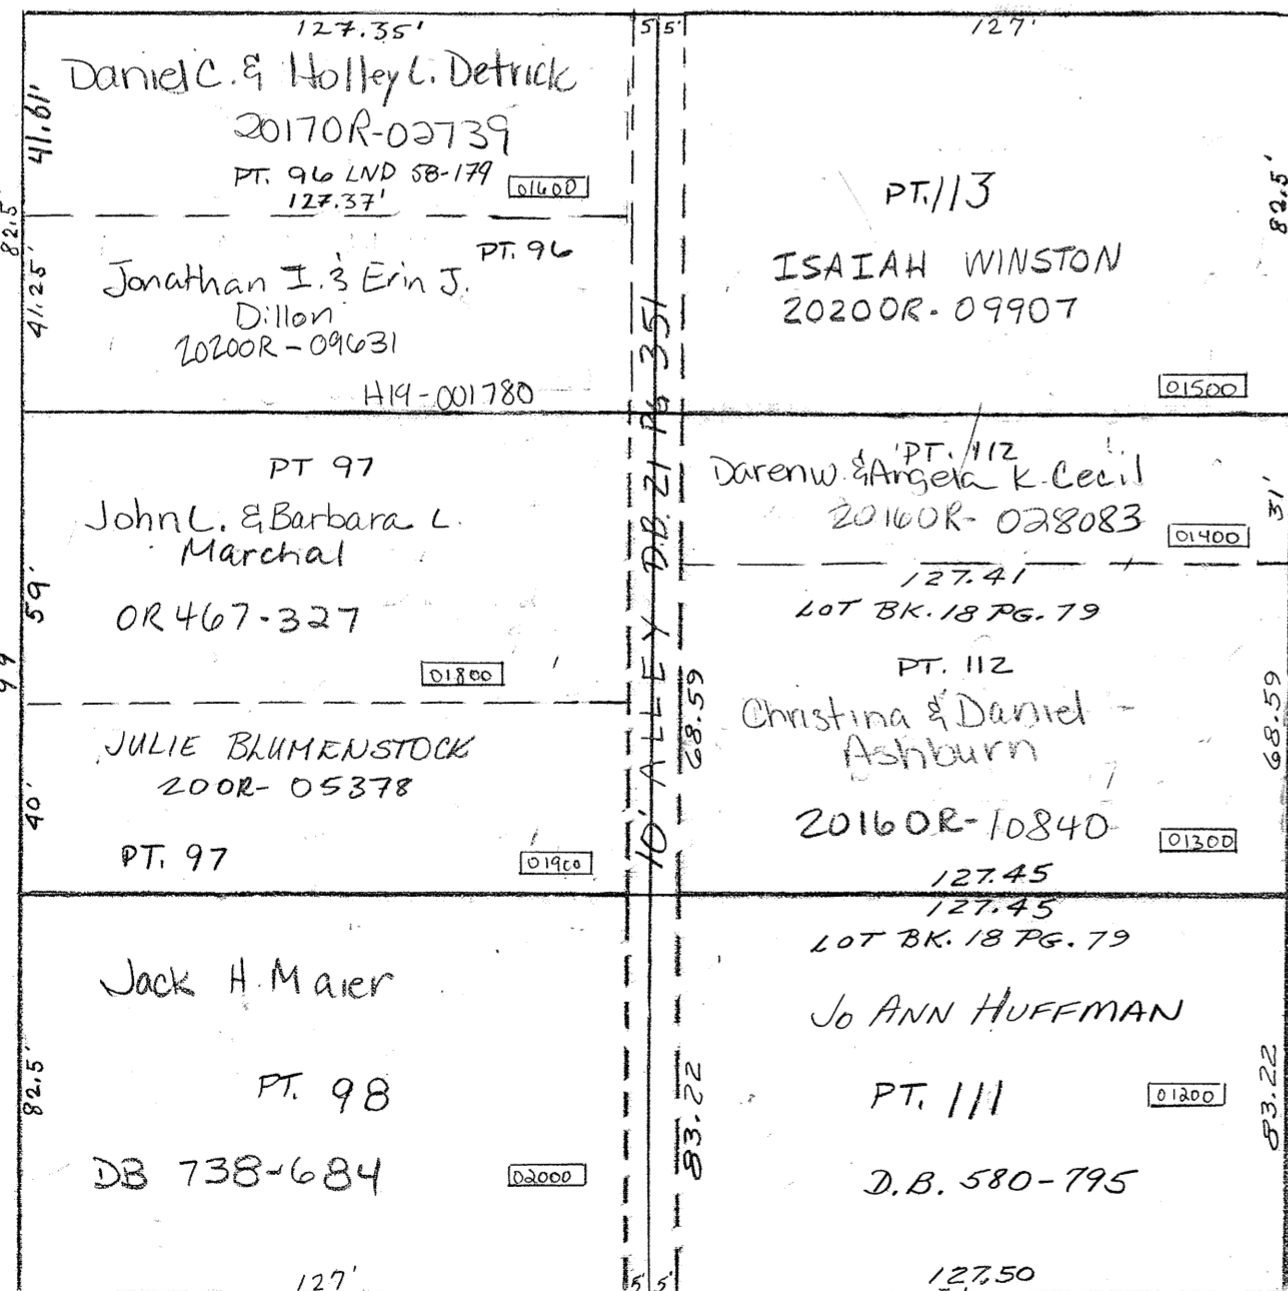 127.35'
5' 5'
127'
41.61'
Daniel C. & Holley L. Detrick
20170R-02739
PT. 96 LND 58-179
01600
127.37'
82.5'
41.25'
PT. 96
Jonathan I. & Erin J.
Dillon
20200R-09631
H19-001780
PT. 113
ISAIAH WINSTON
20200R-09907
01500
82.5'
10' ALLEY D.B. 21 PG 351
PT 97
John L. & Barbara L.
Marchal
OR 467-327
01800
59'
99
PT. 112
Daren W. & Angela K. Cecil
20160R-028083
01400
31'
127.41
LOT BK. 18 PG. 79
PT. 112
Christina & Daniel
Ashburn
20160R-10840
01300
68.59
68.59
127.45
JULIE BLUMENSTOCK
200R-05378
PT. 97
01900
40'
Jack H. Maier
PT. 98
DB 738-684
02000
82.5'
127'
127.45
LOT BK. 18 PG. 79
JO ANN HUFFMAN
PT. 111
01200
D.B. 580-795
83.22
83.22
127.50
5' 5'